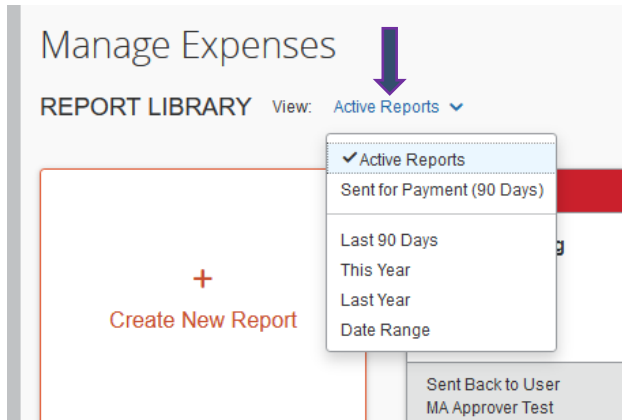 Manage Expenses
REPORT LIBRARY View: Active Reports
✔Active Reports
Sent for Payment (90 Days)
Last 90 Days
This Year
Last Year
Date Range
+
Create New Report
g
Sent Back to User
MA Approver Test